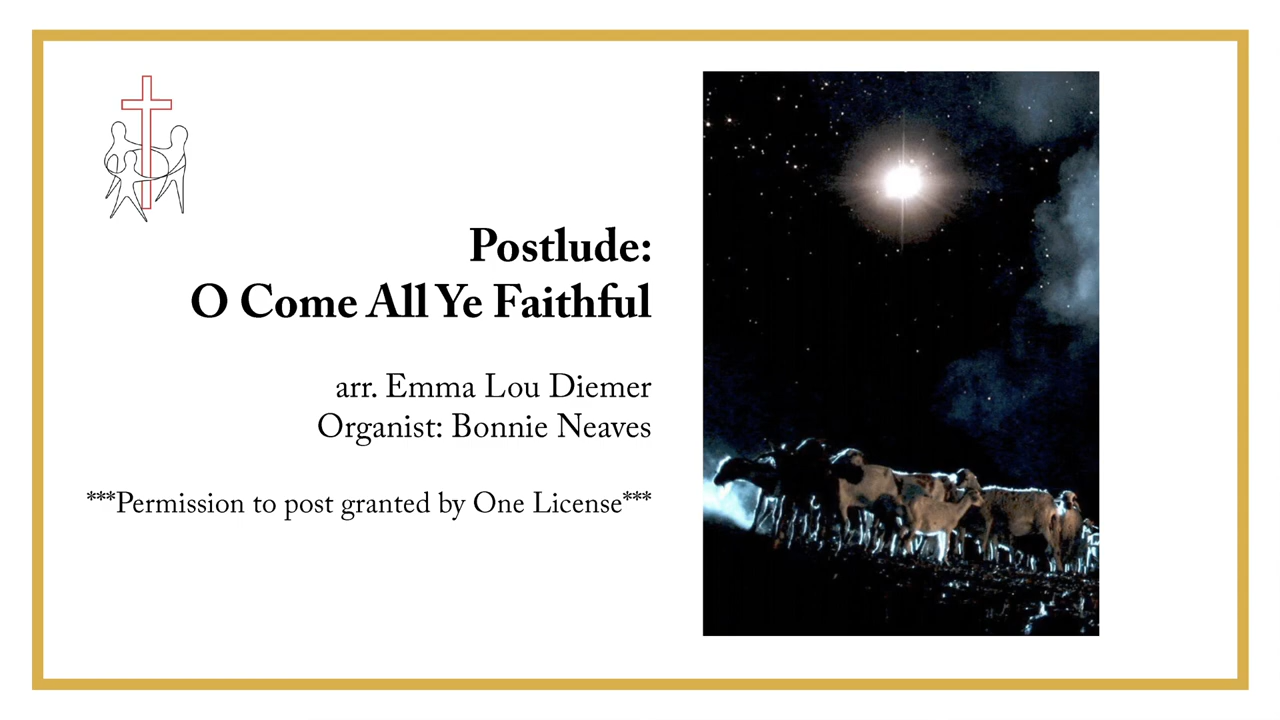 Postlude:
O Come All Ye Faithful
arr. Emma Lou Diemer
Organist: Bonnie Neaves
***Permission to post granted by One License***